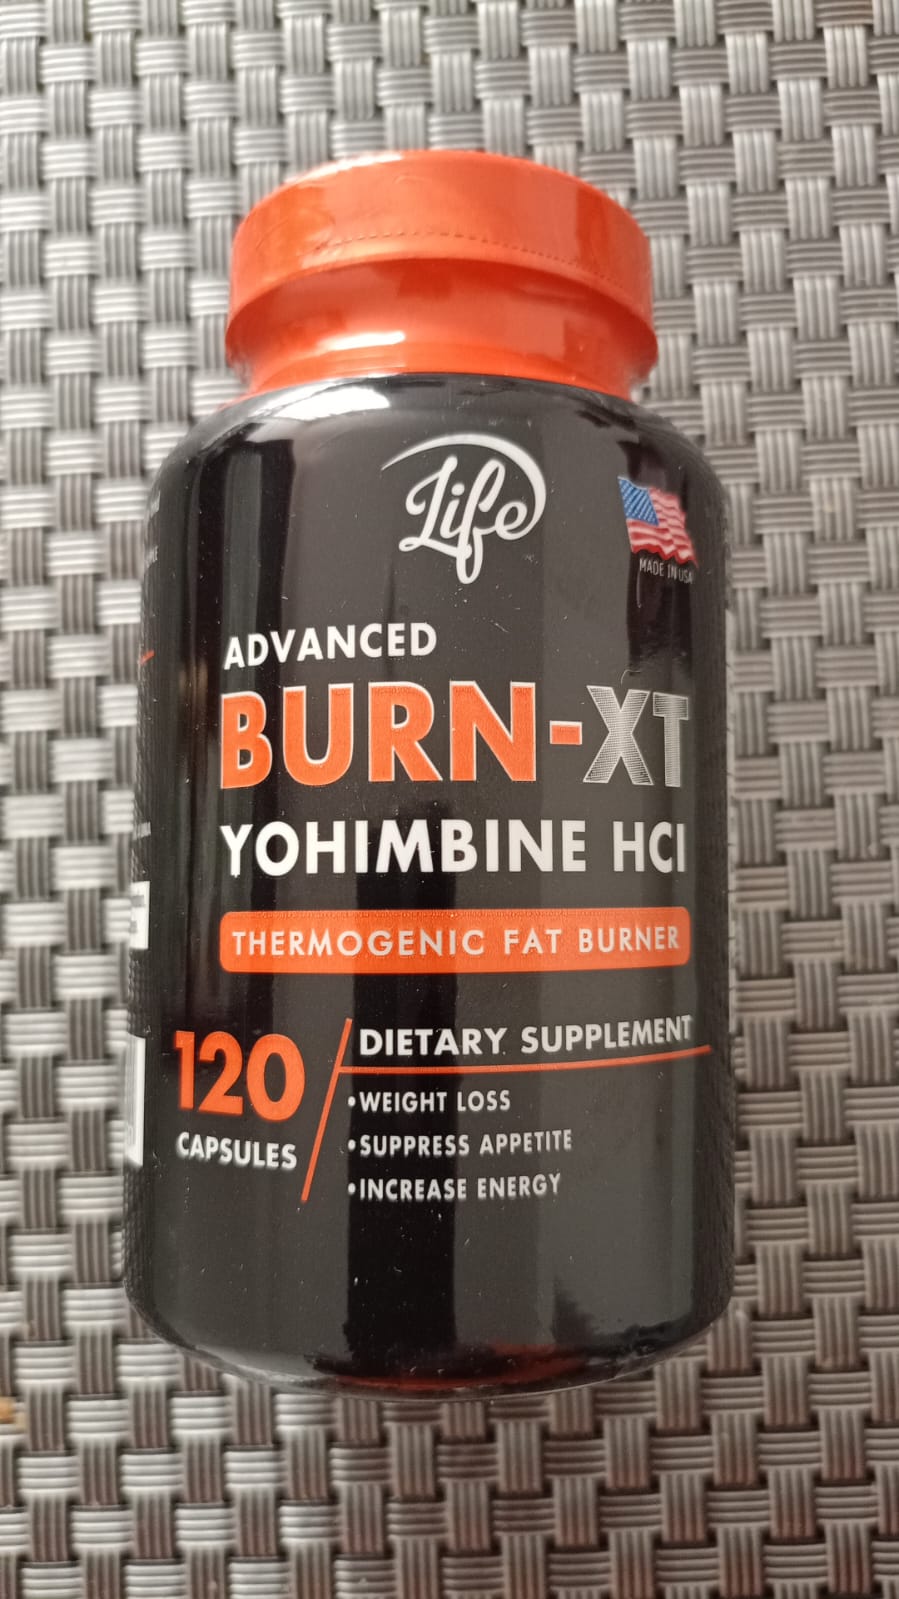 Life
MADE IN USA
ADVANCED
BURN-XT
YOHIMBINE HCl
THERMOGENIC FAT BURNER
120
CAPSULES
DIETARY SUPPLEMENT
•WEIGHT LOSS
•SUPPRESS APPETITE
•INCREASE ENERGY